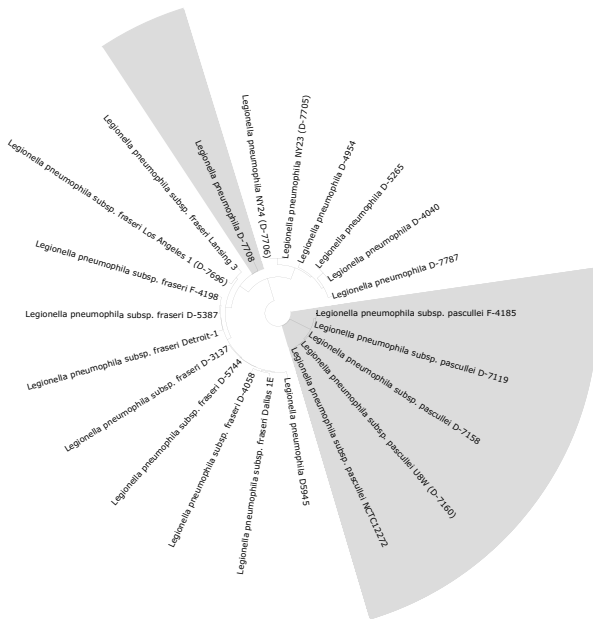 Legionella pneumophila D-7708
Legionella pneumophila NY24 (D-7706)
Legionella pneumophila NY23 (D-7705)
Legionella pneumophila D-4954
Legionella pneumophila D-5265
Legionella pneumophila D-4040
Legionella pneumophila D-7787
Legionella pneumophila subsp. pascullei F-4185
Legionella pneumophila subsp. pascullei D-7119
Legionella pneumophila subsp. pascullei D-7158
Legionella pneumophila subsp. pascullei U8W (D-7160)
Legionella pneumophila subsp. pascullei NCTC12272
Legionella pneumophila D5945
Legionella pneumophila subsp. fraseri Dallas 1E
Legionella pneumophila subsp. fraseri D-4058
Legionella pneumophila subsp. fraseri D-5744
Legionella pneumophila subsp. fraseri D-3137
Legionella pneumophila subsp. fraseri Detroit-1
Legionella pneumophila subsp. fraseri D-5387
Legionella pneumophila subsp. fraseri F-4198
Legionella pneumophila subsp. fraseri Los Angeles 1 (D-7696)
Legionella pneumophila subsp. fraseri Lansing 3